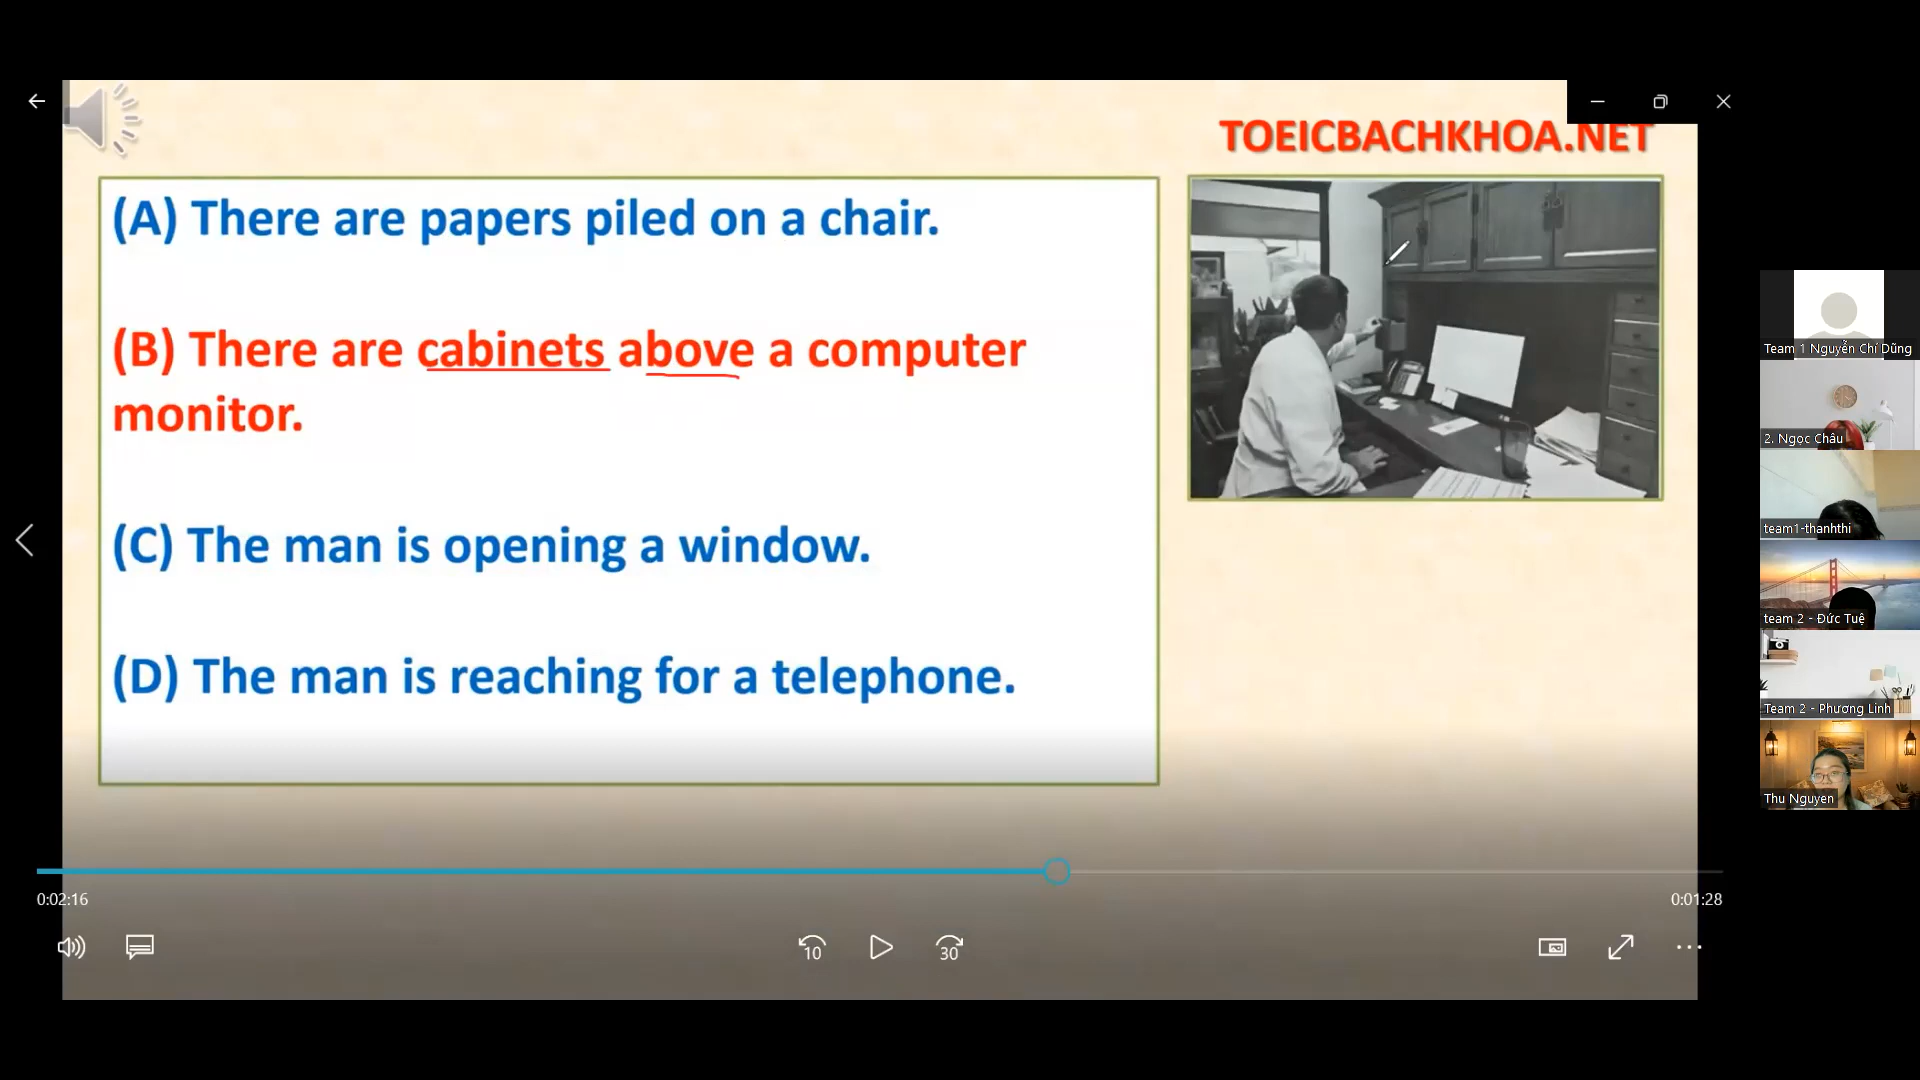 TOEICBACHKHOA.NET
(A) There are papers piled on a chair.
(B) There are cabinets above a computer
monitor.
(C) The man is opening a window.
(D) The man is reaching for a telephone.
Team 1 Nguyễn Chí Dũng
2. Ngọc Châu
team1-thanhthi
team 2 - Đức Tuệ
Team 2 - Phương Linh
Thu Nguyen
0:02:16
0:01:28
10
30